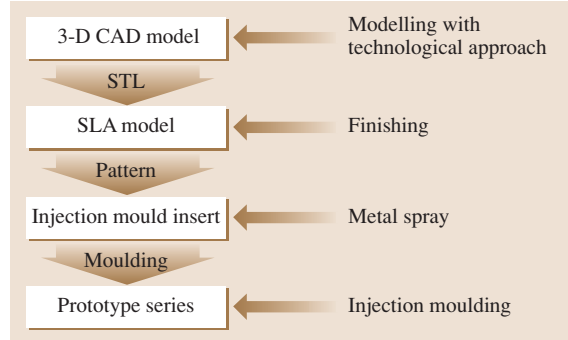 3-D CAD model
Modelling with
technological approach
STL
SLA model
Finishing
Pattern
Injection mould insert
Metal spray
Moulding
Prototype series
Injection moulding